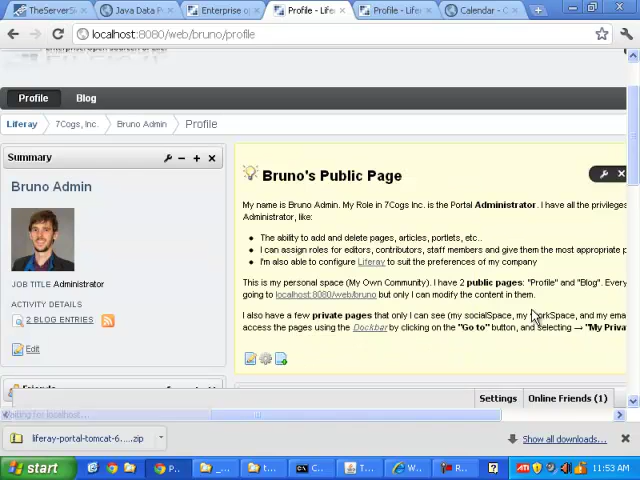 TheServerS
Java Data P
Enterprise o
Profile - Life
Profile - Life
Calendar - C
localhost:8080/web/bruno/profile
Profile
Blog
Liferay
7Cogs, Inc.
Bruno Admin
Profile
Summary
Bruno Admin
JOB TITLE Administrator
ACTIVITY DETAILS
2 BLOG ENTRIES
Edit
Friends
Bruno's Public Page
My name is Bruno Admin. My Role in 7Cogs Inc. is the Portal Administrator. I have all the privileges
Administrator, like:
The ability to add and delete pages, articles, portlets, etc..
I can assign roles for editors, contributors, staff members and give them the most appropriate p
I'm also able to configure Liferay to suit the preferences of my company
This is my personal space (My Own Community). I have 2 public pages: "Profile" and "Blog". Every
going to localhost:8080/web/bruno but only I can modify the content in them.
I also have a few private pages that only I can see (my socialSpace, my workSpace, and my ema
access the pages using the Dockbar by clicking on the "Go to" button, and selecting → "My Priva
Settings
Online Friends (1)
Waiting for localhost...
liferay-portal-tomcat-6....zip
Show all downloads...
start
P...
_...
t...
C...
T...
W...
R...
11:53 AM